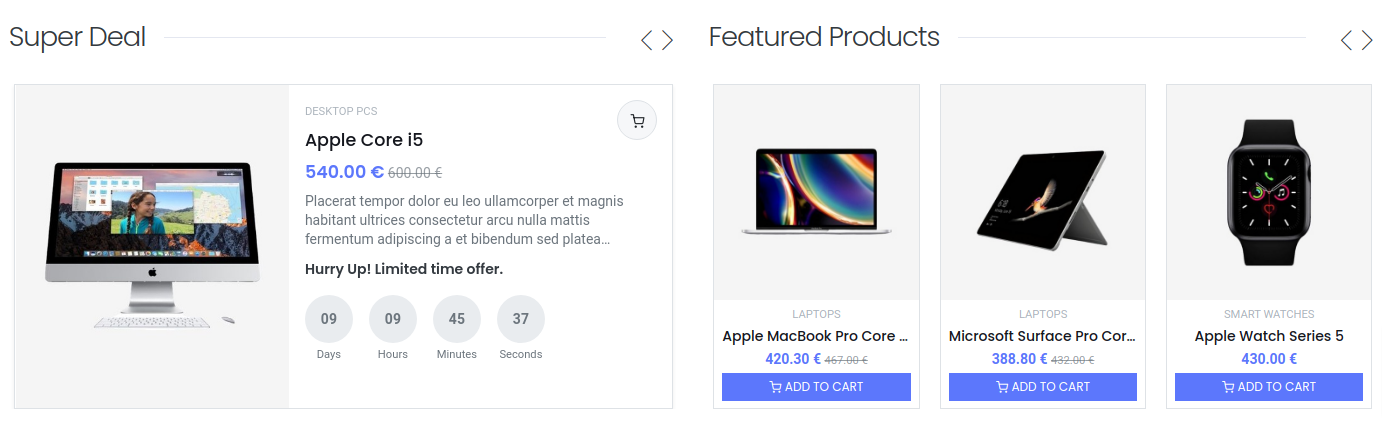 Super Deal
DESKTOP PCS
Apple Core i5
540.00 € 600.00 €
Placerat tempor dolor eu leo ullamcorper et magnis
habitant ultrices consectetur arcu nulla mattis
fermentum adipiscing a et bibendum sed platea...
Hurry Up! Limited time offer.
09 09 45 37
Days Hours Minutes Seconds
Featured Products
LAPTOPS
Apple MacBook Pro Core ...
420.30 € 467.00 €
ADD TO CART
LAPTOPS
Microsoft Surface Pro Cor...
388.80 € 432.00 €
ADD TO CART
SMART WATCHES
Apple Watch Series 5
430.00 €
ADD TO CART